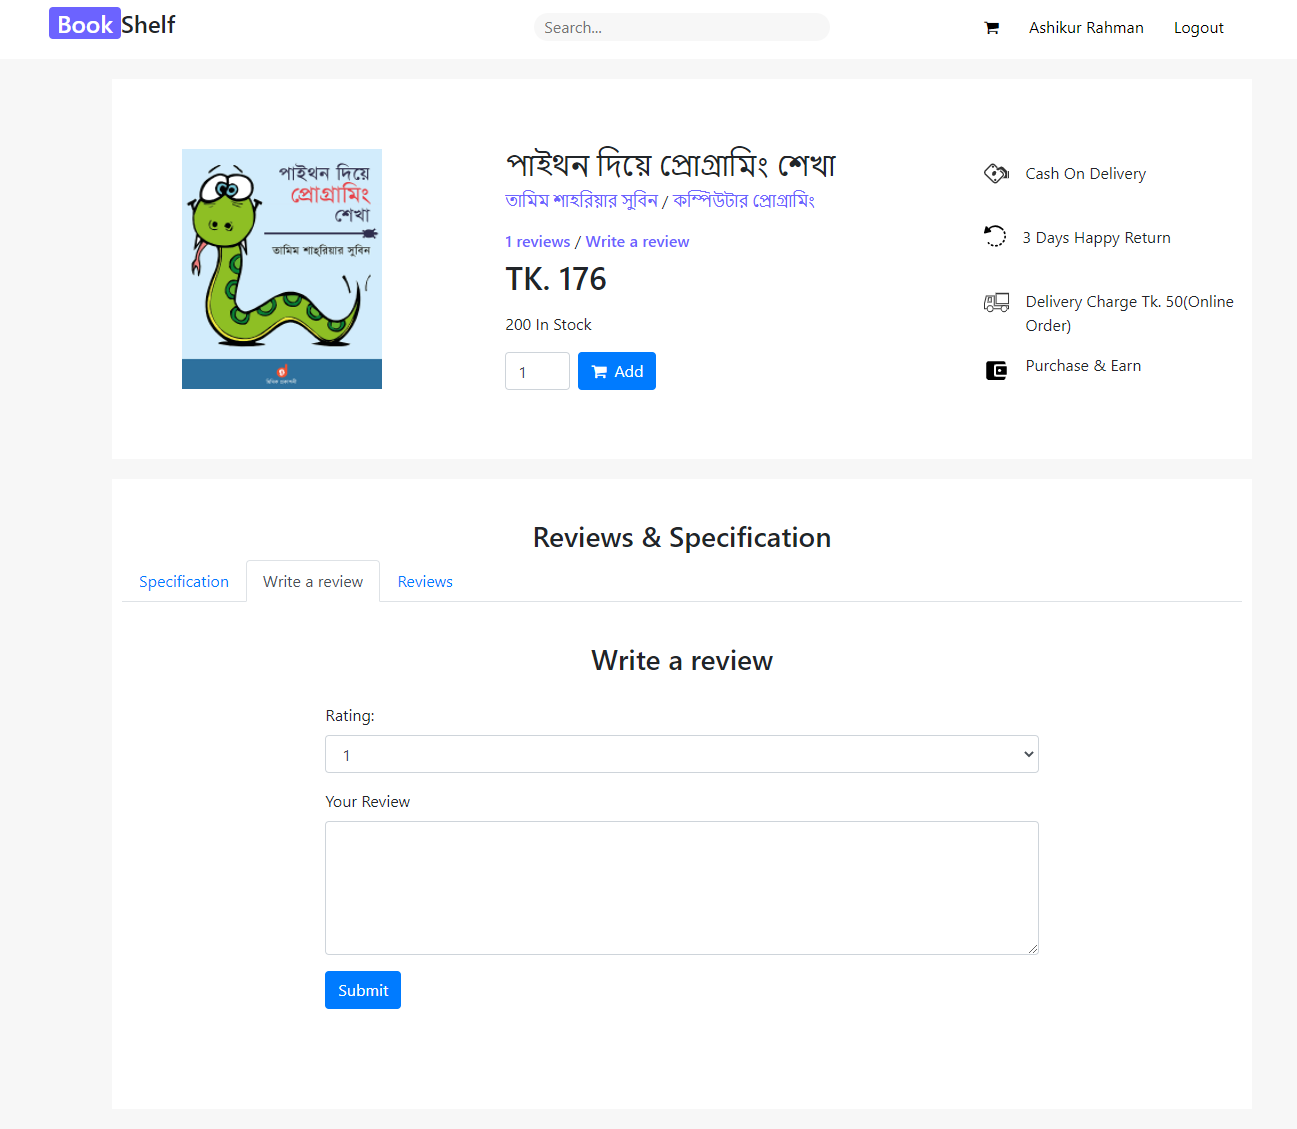 BookShelf
Search...
Ashikur Rahman
Logout
পাইথন দিয়ে
প্রোগ্রামিং
শেখা
তামিম শাহরিয়ার সুবিন
পাইথন দিয়ে প্রোগ্রামিং শেখা
তামিম শাহরিয়ার সুবিন / কম্পিউটার প্রোগ্রামিং
1 reviews / Write a review
TK. 176
200 In Stock
1
Add
Cash On Delivery
3 Days Happy Return
Delivery Charge Tk. 50(Online
Order)
Purchase & Earn
Reviews & Specification
Specification
Write a review
Reviews
Write a review
Rating:
1
Your Review
Submit